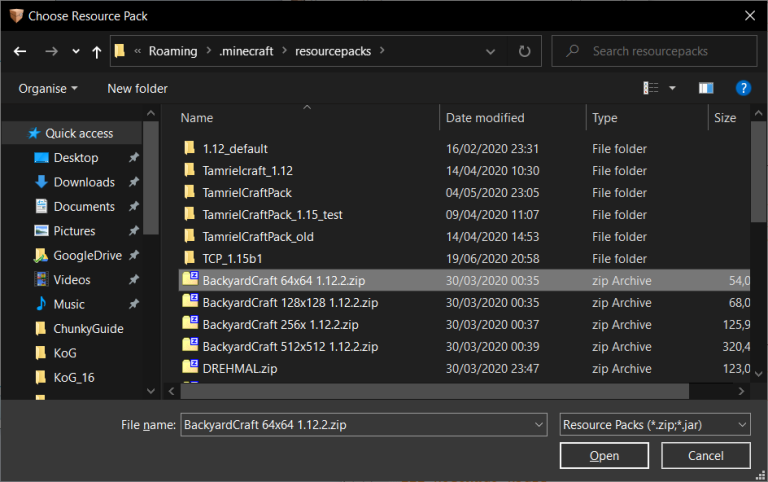 Choose Resource Pack
« Roaming › .minecraft › resourcepacks ›
Search resourcepacks
Organise
New folder
?
Name
Date modified
Type
Size
Quick access
Desktop
Downloads
Documents
Pictures
GoogleDrive
Videos
Music
ChunkyGuide
KoG
KoG_16
1.12_default 16/02/2020 23:31 File folder
Tamrielcraft_1.12 14/04/2020 10:30 File folder
TamrielCraftPack 04/05/2020 23:05 File folder
TamrielCraftPack_1.15_test 09/04/2020 11:07 File folder
TamrielCraftPack_old 14/04/2020 14:53 File folder
TCP_1.15b1 19/06/2020 20:58 File folder
BackyardCraft 64x64 1.12.2.zip 30/03/2020 00:35 zip Archive 54,0
BackyardCraft 128x128 1.12.2.zip 30/03/2020 00:35 zip Archive 68,0
BackyardCraft 256x 1.12.2.zip 30/03/2020 00:37 zip Archive 125,9
BackyardCraft 512x512 1.12.2.zip 30/03/2020 00:39 zip Archive 320,4
DREHMAL.zip 30/03/2020 23:47 zip Archive 123,0
File name: BackyardCraft 64x64 1.12.2.zip
Resource Packs (*.zip;*.jar)
Open
Cancel